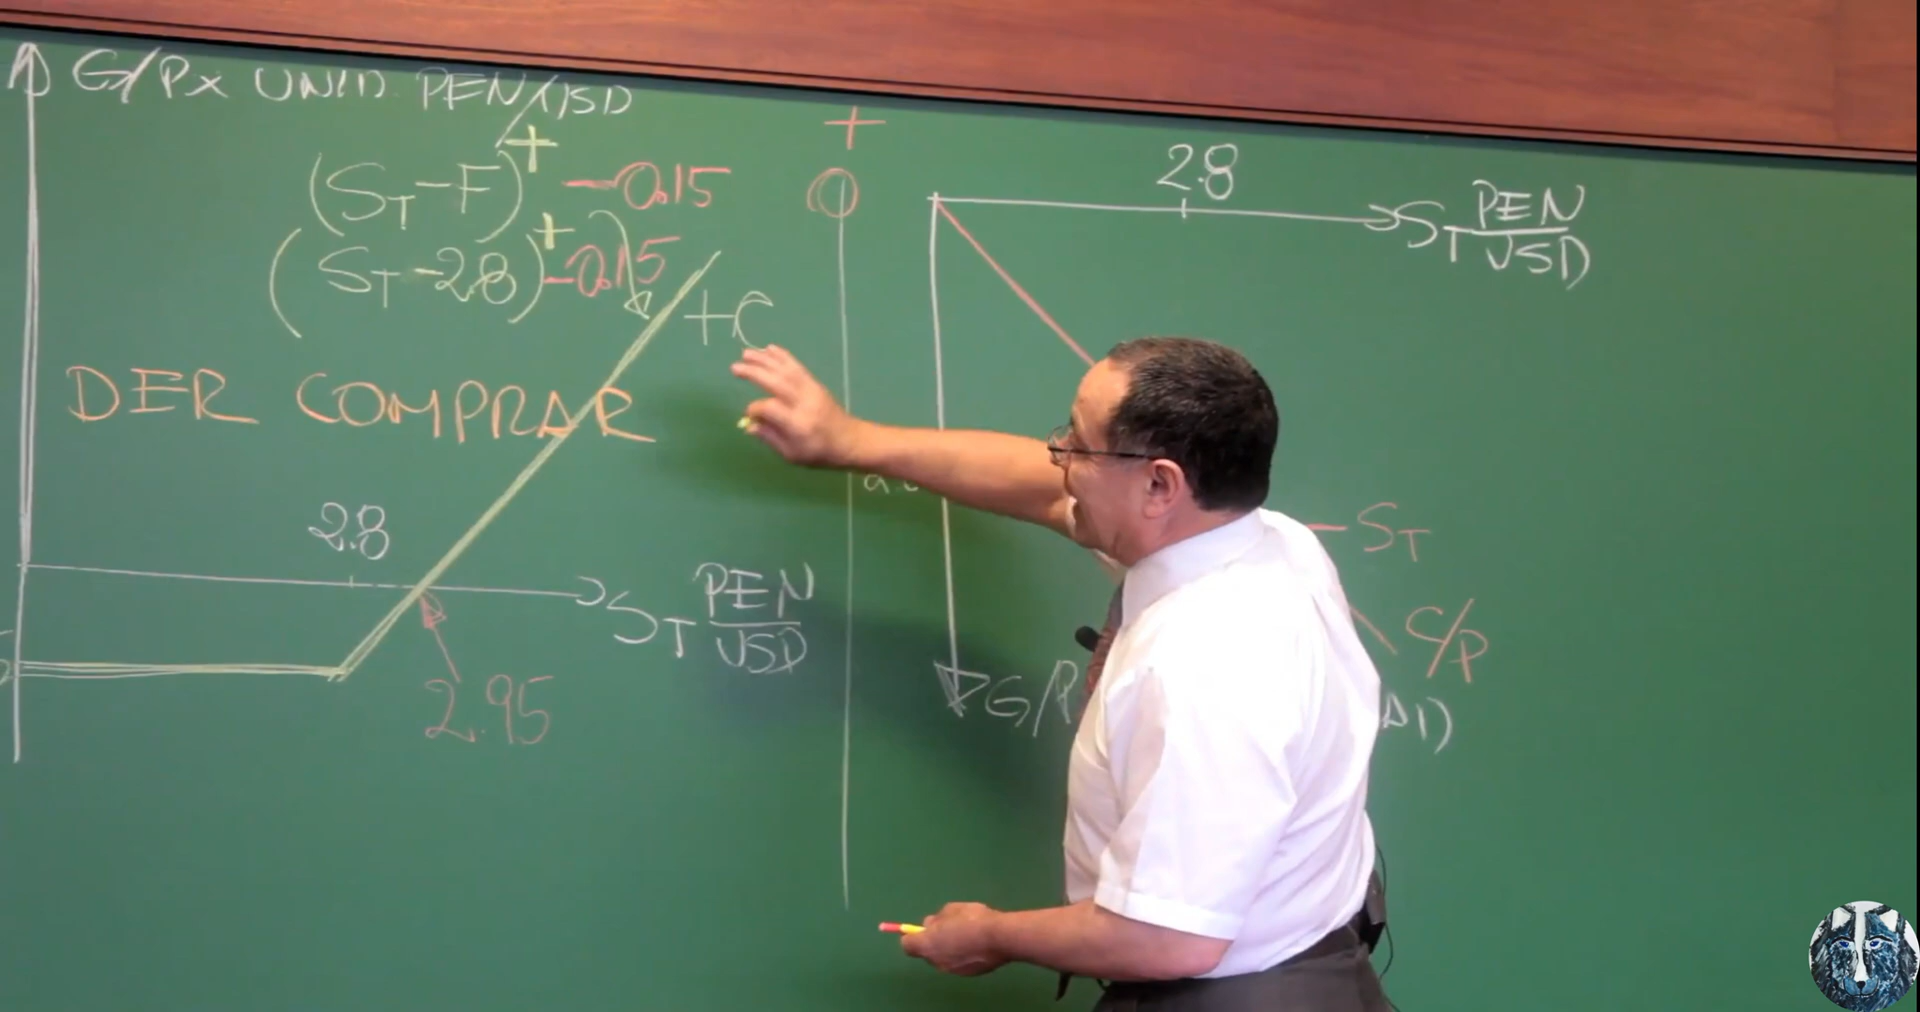 G/Px UNID. PEN/USD
(ST-F)+ -0.15
(ST-2.8)+ -0.15
+C
DER COMPRAR
2.8
ST PEN/USD
2.95
+
2.8
ST PEN/USD
-ST
C/P
G/P